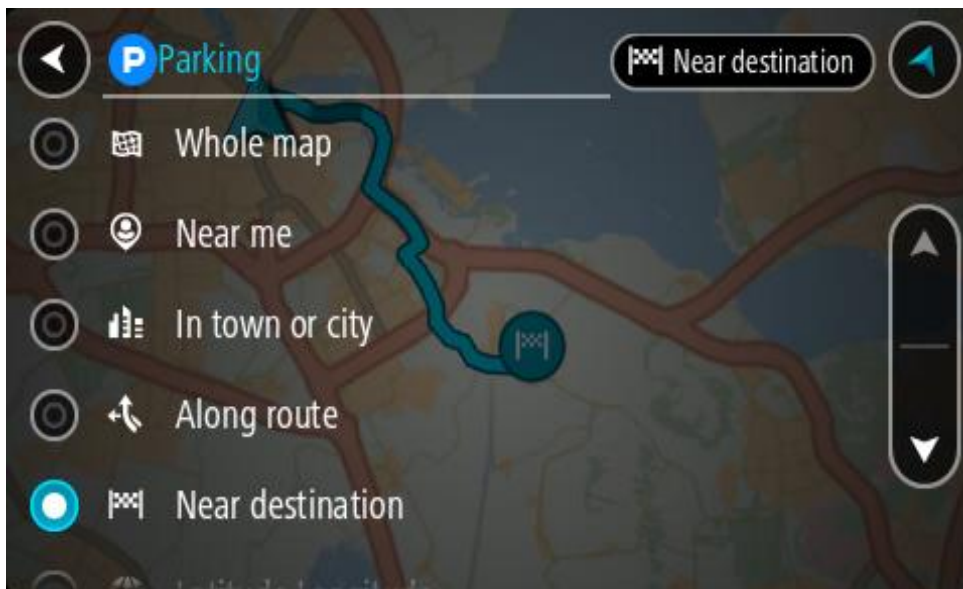 P Parking
Near destination
Whole map
Near me
In town or city
Along route
Near destination